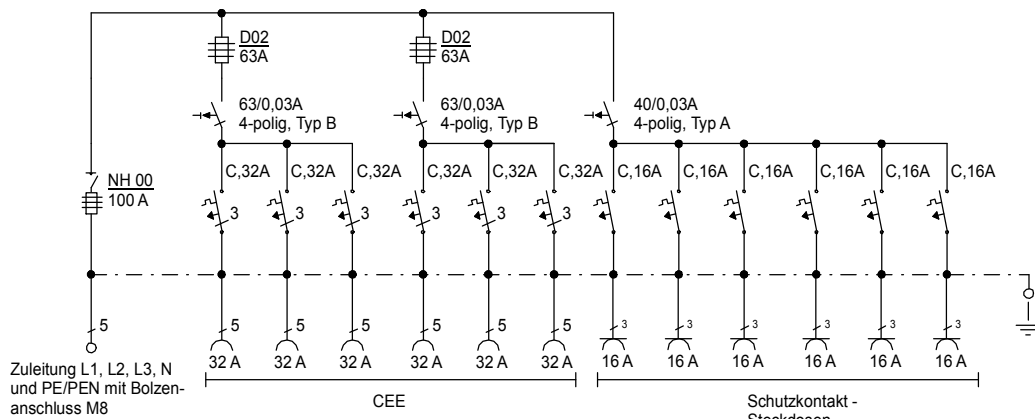 D02
63A
D02
63A
63/0,03A
4-polig, Typ B
63/0,03A
4-polig, Typ B
40/0,03A
4-polig, Typ A
C,32A C,32A C,32A C,32A C,32A C,32A C,16A C,16A C,16A C,16A C,16A C,16A
NH 00
100 A
3 3 3 3 3 3
5 5 5 5 5 5 5 3 3 3 3 3 3
32 A 32 A 32 A 32 A 32 A 32 A 16 A 16 A 16 A 16 A 16 A 16 A
Zuleitung L1, L2, L3, N
und PE/PEN mit Bolzen-
anschluss M8
CEE
Schutzkontakt -